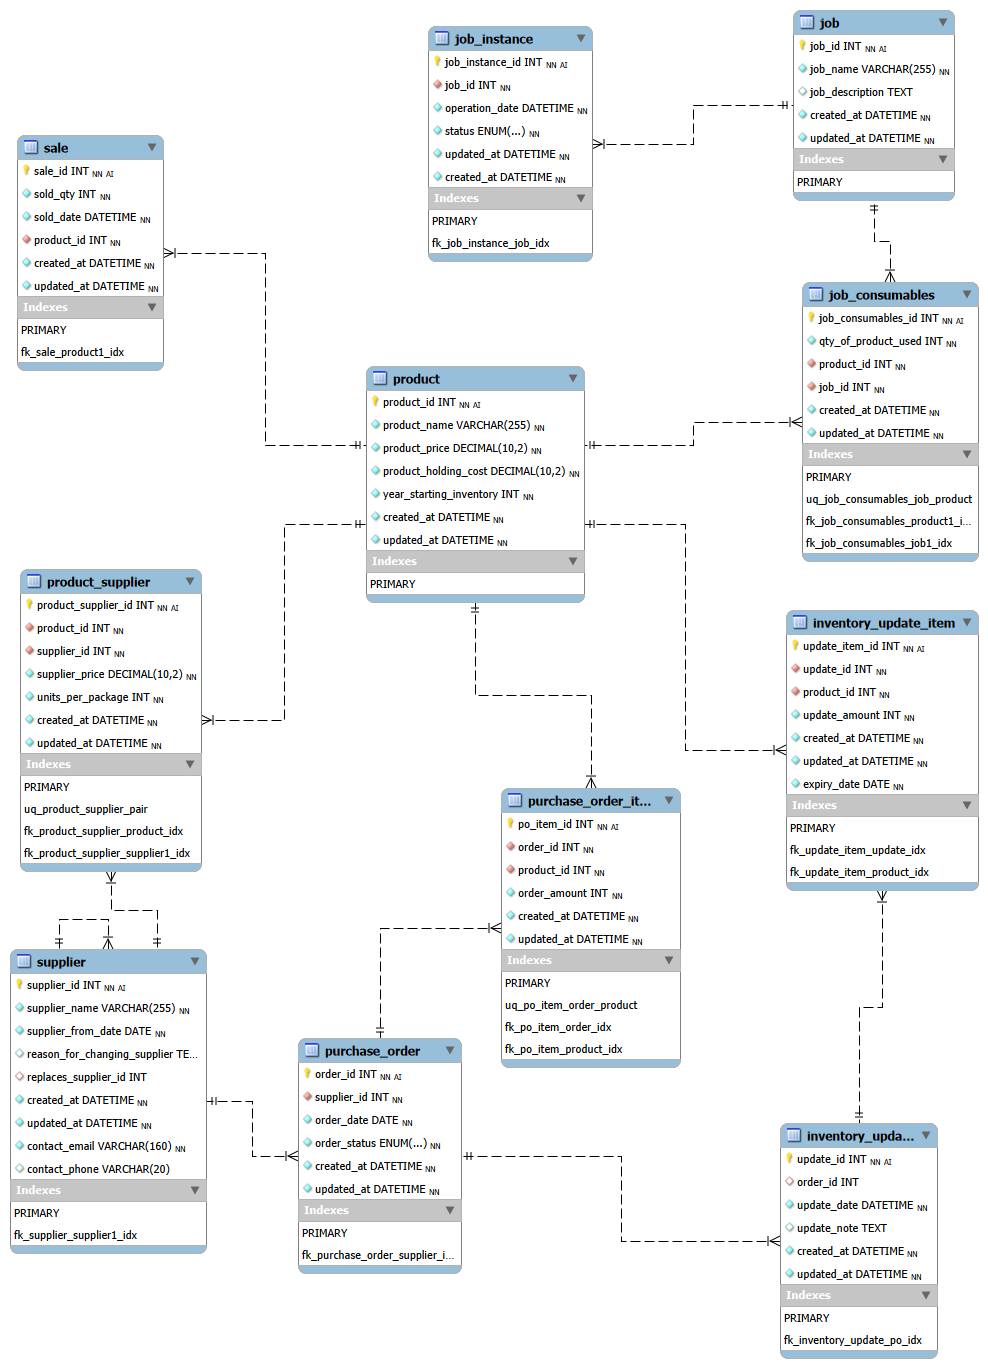 job_instance
job_instance_id INT NN AI
job_id INT NN
operation_date DATETIME NN
status ENUM(...) NN
updated_at DATETIME NN
created_at DATETIME NN
Indexes
PRIMARY
fk_job_instance_job_idx
job
job_id INT NN AI
job_name VARCHAR(255) NN
job_description TEXT
created_at DATETIME NN
updated_at DATETIME NN
Indexes
PRIMARY
sale
sale_id INT NN AI
sold_qty INT NN
sold_date DATETIME NN
product_id INT NN
created_at DATETIME NN
updated_at DATETIME NN
Indexes
PRIMARY
fk_sale_product1_idx
job_consumables
job_consumables_id INT NN AI
qty_of_product_used INT NN
product_id INT NN
job_id INT NN
created_at DATETIME NN
updated_at DATETIME NN
Indexes
PRIMARY
uq_job_consumables_job_product
fk_job_consumables_product1_i...
fk_job_consumables_job1_idx
product
product_id INT NN AI
product_name VARCHAR(255) NN
product_price DECIMAL(10,2) NN
product_holding_cost DECIMAL(10,2) NN
year_starting_inventory INT NN
created_at DATETIME NN
updated_at DATETIME NN
Indexes
PRIMARY
product_supplier
product_supplier_id INT NN AI
product_id INT NN
supplier_id INT NN
supplier_price DECIMAL(10,2) NN
units_per_package INT NN
created_at DATETIME NN
updated_at DATETIME NN
Indexes
PRIMARY
uq_product_supplier_pair
fk_product_supplier_product_idx
fk_product_supplier_supplier1_idx
inventory_update_item
update_item_id INT NN AI
update_id INT NN
product_id INT NN
update_amount INT NN
created_at DATETIME NN
updated_at DATETIME NN
expiry_date DATE NN
Indexes
PRIMARY
fk_update_item_update_idx
fk_update_item_product_idx
purchase_order_it...
po_item_id INT NN AI
order_id INT NN
product_id INT NN
order_amount INT NN
created_at DATETIME NN
updated_at DATETIME NN
Indexes
PRIMARY
uq_po_item_order_product
fk_po_item_order_idx
fk_po_item_product_idx
supplier
supplier_id INT NN AI
supplier_name VARCHAR(255) NN
supplier_from_date DATE NN
reason_for_changing_supplier TE...
replaces_supplier_id INT
created_at DATETIME NN
updated_at DATETIME NN
contact_email VARCHAR(160) NN
contact_phone VARCHAR(20)
Indexes
PRIMARY
fk_supplier_supplier1_idx
purchase_order
order_id INT NN AI
supplier_id INT NN
order_date DATE NN
order_status ENUM(...) NN
created_at DATETIME NN
updated_at DATETIME NN
Indexes
PRIMARY
fk_purchase_order_supplier_i...
inventory_upda...
update_id INT NN AI
order_id INT
update_date DATETIME NN
update_note TEXT
created_at DATETIME NN
updated_at DATETIME NN
Indexes
PRIMARY
fk_inventory_update_po_idx